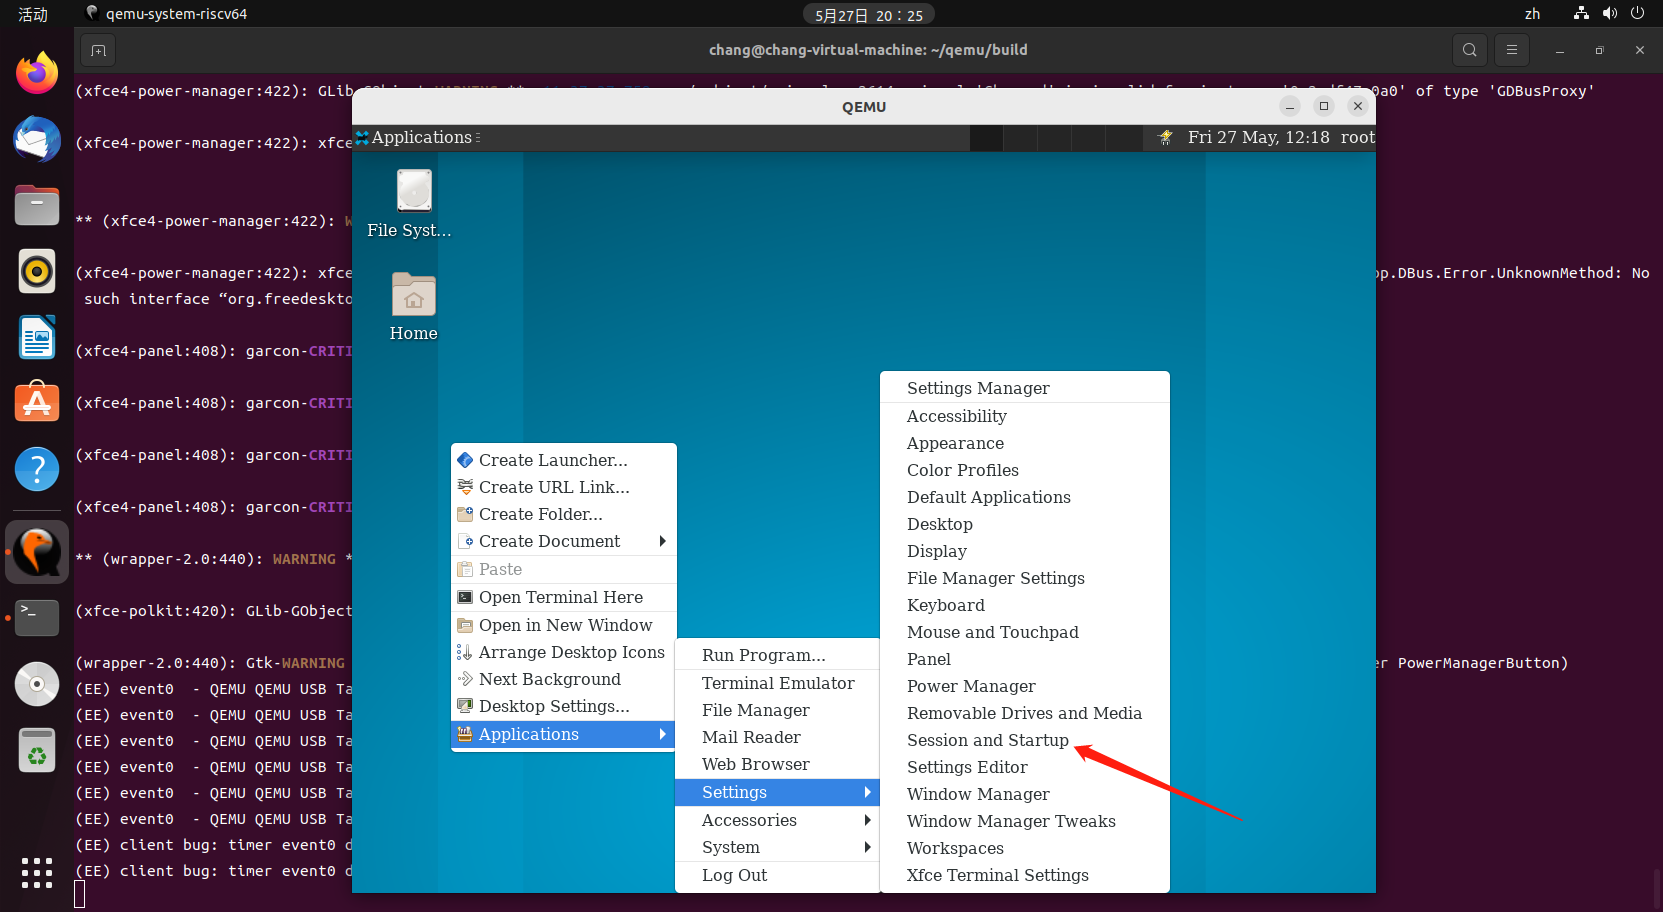 活动 qemu-system-riscv64 5月27日 20：25 zh
chang@chang-virtual-machine: ~/qemu/build
(xfce4-power-manager:422): GLib-GObject-WARNING **
of type 'GDBusProxy'
QEMU
Applications Fri 27 May, 12:18 root
(xfce4-power-manager:422): xfce
File Syst...
** (xfce4-power-manager:422): W
(xfce4-power-manager:422): xfce
op.DBus.Error.UnknownMethod: No
such interface “org.freedeskto
Home
(xfce4-panel:408): garcon-CRITI
(xfce4-panel:408): garcon-CRITI
(xfce4-panel:408): garcon-CRITI
(xfce4-panel:408): garcon-CRITI
** (wrapper-2.0:440): WARNING *
(xfce-polkit:420): GLib-GObject
(wrapper-2.0:440): Gtk-WARNING
er PowerManagerButton)
(EE) event0 - QEMU QEMU USB Ta
(EE) event0 - QEMU QEMU USB Ta
(EE) event0 - QEMU QEMU USB Ta
(EE) event0 - QEMU QEMU USB Ta
(EE) event0 - QEMU QEMU USB Ta
(EE) event0 - QEMU QEMU USB Ta
(EE) client bug: timer event0 d
(EE) client bug: timer event0 d
Create Launcher...
Create URL Link...
Create Folder...
Create Document
Paste
Open Terminal Here
Open in New Window
Arrange Desktop Icons
Next Background
Desktop Settings...
Applications
Run Program...
Terminal Emulator
File Manager
Mail Reader
Web Browser
Settings
Accessories
System
Log Out
Settings Manager
Accessibility
Appearance
Color Profiles
Default Applications
Desktop
Display
File Manager Settings
Keyboard
Mouse and Touchpad
Panel
Power Manager
Removable Drives and Media
Session and Startup
Settings Editor
Window Manager
Window Manager Tweaks
Workspaces
Xfce Terminal Settings